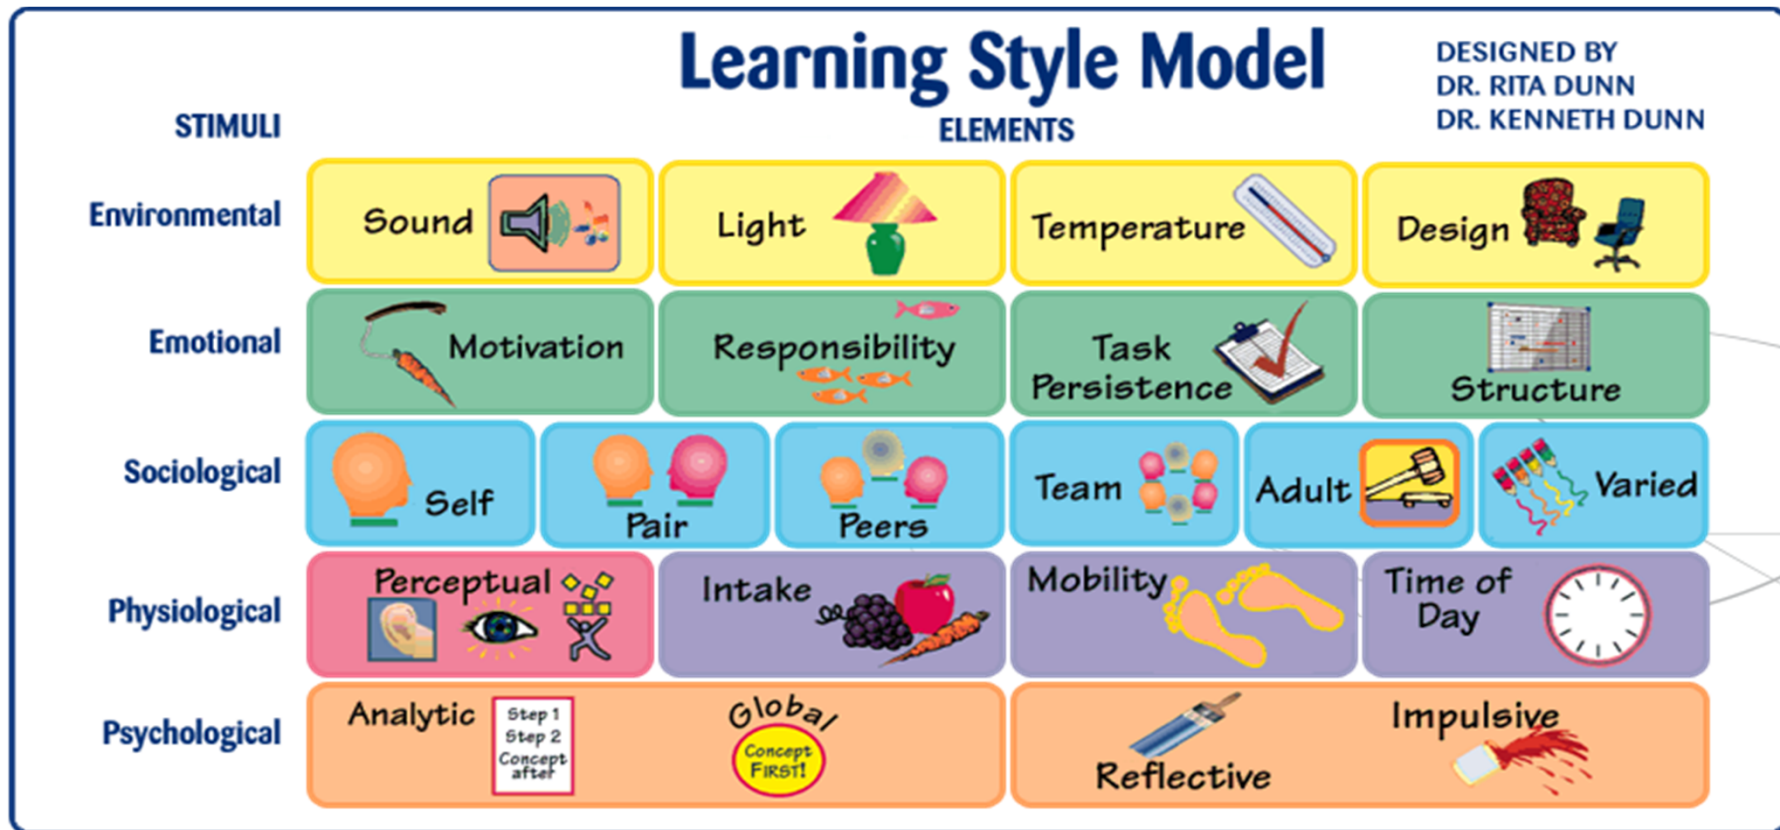 Learning Style Model
DESIGNED BY
DR. RITA DUNN
DR. KENNETH DUNN
STIMULI
ELEMENTS
Environmental
Sound
Light
Temperature
Design
Emotional
Motivation
Responsibility
Task
Persistence
Structure
Sociological
Self
Pair
Peers
Team
Adult
Varied
Physiological
Perceptual
Intake
Mobility
Time of
Day
Psychological
Analytic
Step 1
Step 2
Concept
after
Global
Concept
FIRST!
Reflective
Impulsive